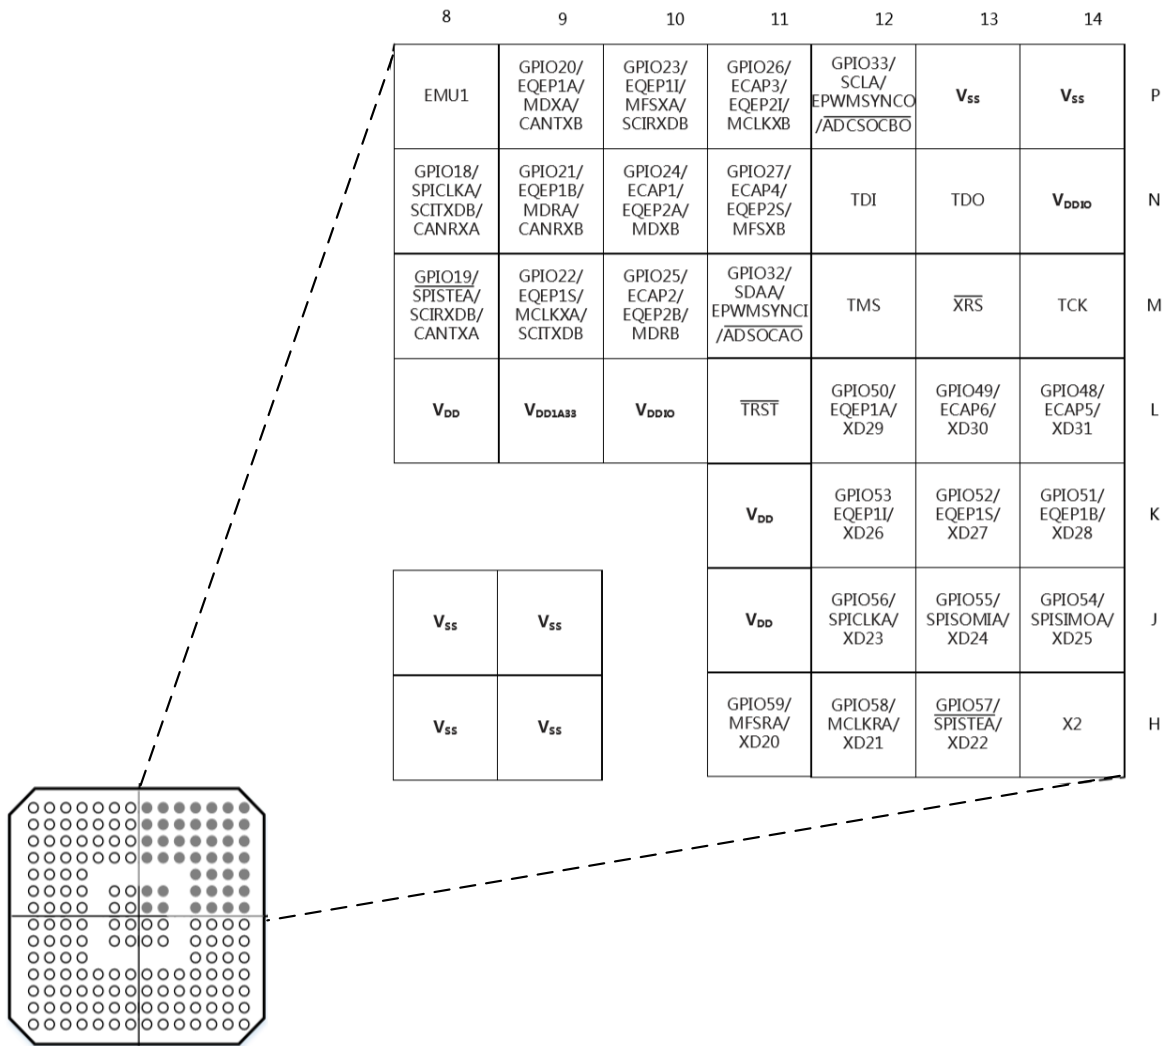 8 9 10 11 12 13 14
EMU1
GPIO20/
EQEP1A/
MDXA/
CANTXB
GPIO23/
EQEP1I/
MFSXA/
SCIRXDB
GPIO26/
ECAP3/
EQEP2I/
MCLKXB
GPIO33/
SCLA/
EPWMSYNCO
/ADCSOCBO
VSS
VSS
P
GPIO18/
SPICLKA/
SCITXDB/
CANRXA
GPIO21/
EQEP1B/
MDRA/
CANRXB
GPIO24/
ECAP1/
EQEP2A/
MDXB
GPIO27/
ECAP4/
EQEP2S/
MFSXB
TDI
TDO
VDDIO
N
GPIO19/
SPISTEA/
SCIRXDB/
CANTXA
GPIO22/
EQEP1S/
MCLKXA/
SCITXDB
GPIO25/
ECAP2/
EQEP2B/
MDRB
GPIO32/
SDAA/
EPWMSYNCI
/ADSOCAO
TMS
XRS
TCK
M
VDD
VDD1A33
VDDIO
TRST
GPIO50/
EQEP1A/
XD29
GPIO49/
ECAP6/
XD30
GPIO48/
ECAP5/
XD31
L
VDD
GPIO53
EQEP1I/
XD26
GPIO52/
EQEP1S/
XD27
GPIO51/
EQEP1B/
XD28
K
VSS
VSS
VDD
GPIO56/
SPICLKA/
XD23
GPIO55/
SPISOMIA/
XD24
GPIO54/
SPISIMOA/
XD25
J
VSS
VSS
GPIO59/
MFSRA/
XD20
GPIO58/
MCLKRA/
XD21
GPIO57/
SPISTEA/
XD22
X2
H